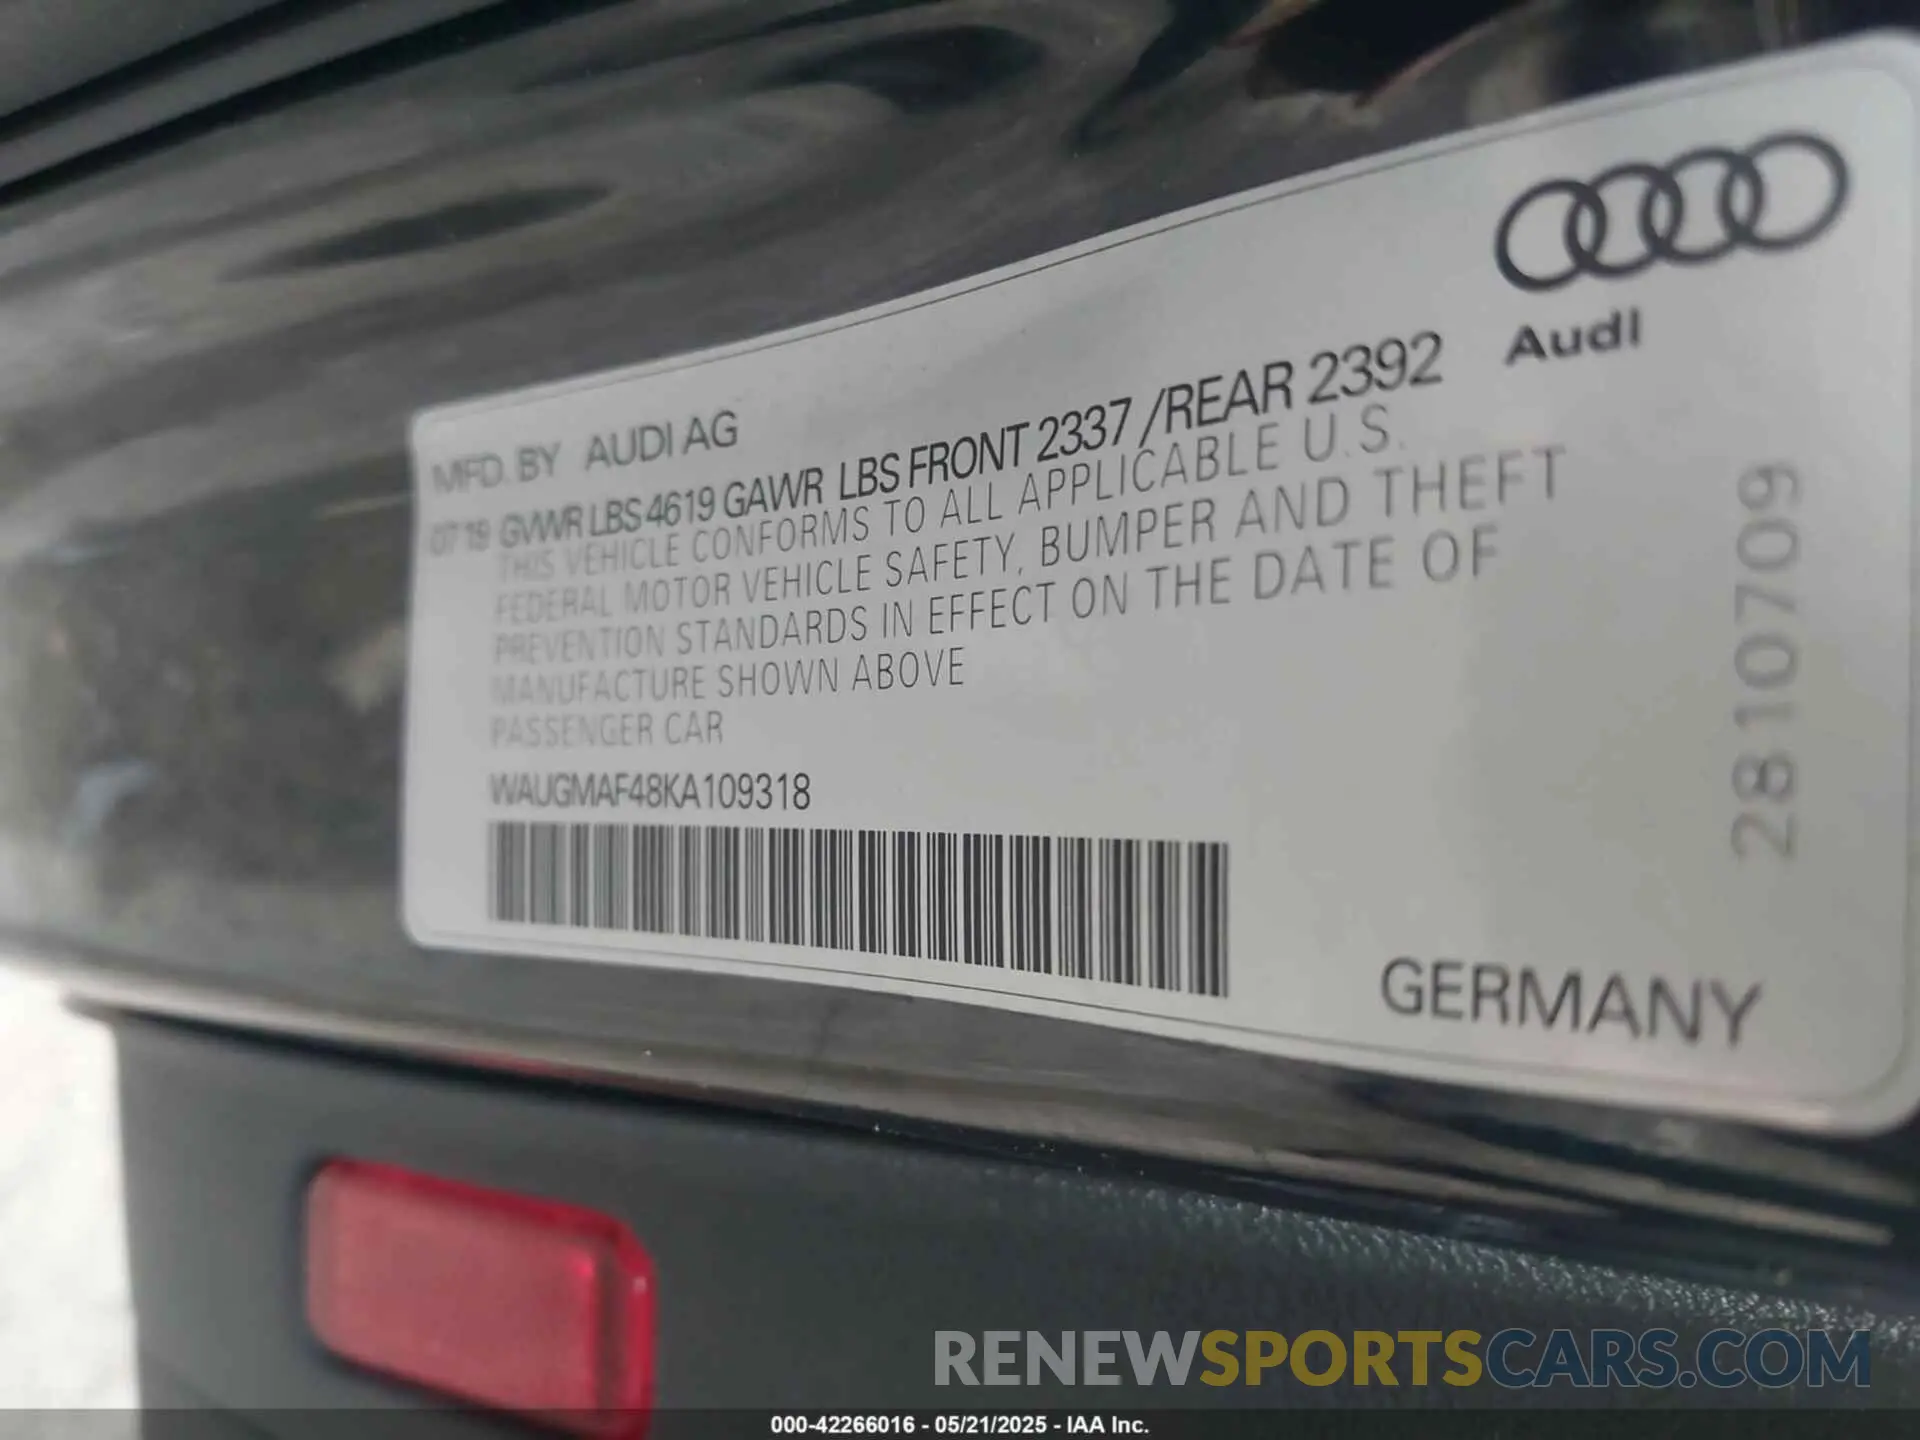 Audi
MFD. BY AUDI AG
07 19 GVWR LBS 4619 GAWR LBS FRONT 2337 /REAR 2392
THIS VEHICLE CONFORMS TO ALL APPLICABLE U.S.
FEDERAL MOTOR VEHICLE SAFETY, BUMPER AND THEFT
PREVENTION STANDARDS IN EFFECT ON THE DATE OF
MANUFACTURE SHOWN ABOVE
PASSENGER CAR
WAUGMAF48KA109318
GERMANY
2810709
RENEWSPORTSCARS.COM
000-42266016 - 05/21/2025 - IAA Inc.